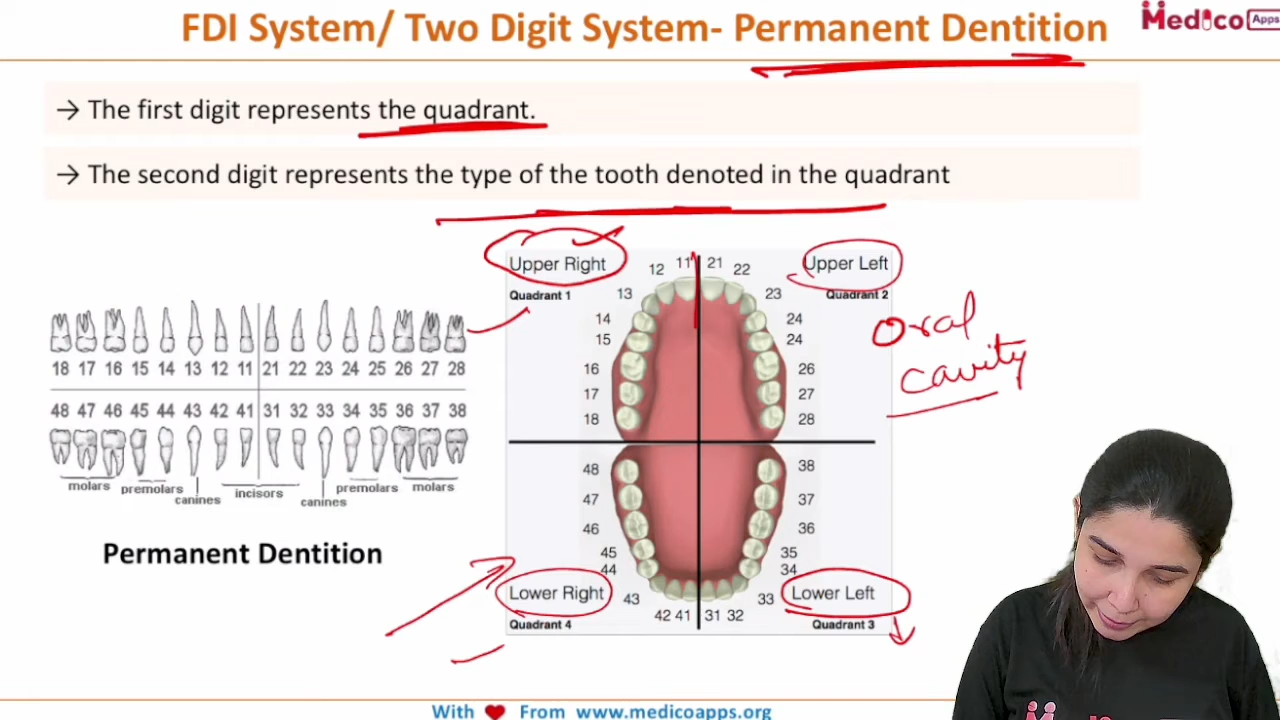 FDI System/ Two Digit System- Permanent Dentition
Medico Apps
→ The first digit represents the quadrant.
→ The second digit represents the type of the tooth denoted in the quadrant
18 17 16 15 14 13 12 11 21 22 23 24 25 26 27 28
48 47 46 45 44 43 42 41 31 32 33 34 35 36 37 38
molars premolars canines incisors canines premolars molars
Permanent Dentition
Upper Right
Quadrant 1
Upper Left
Quadrant 2
12 11 21 22
13 23
14 24
15 24
16 26
17 27
18 28
48 38
47 37
46 36
45 35
44 34
43 33
42 41 31 32
Lower Right
Quadrant 4
Lower Left
Quadrant 3
Oral
cavity
With From www.medicoapps.org